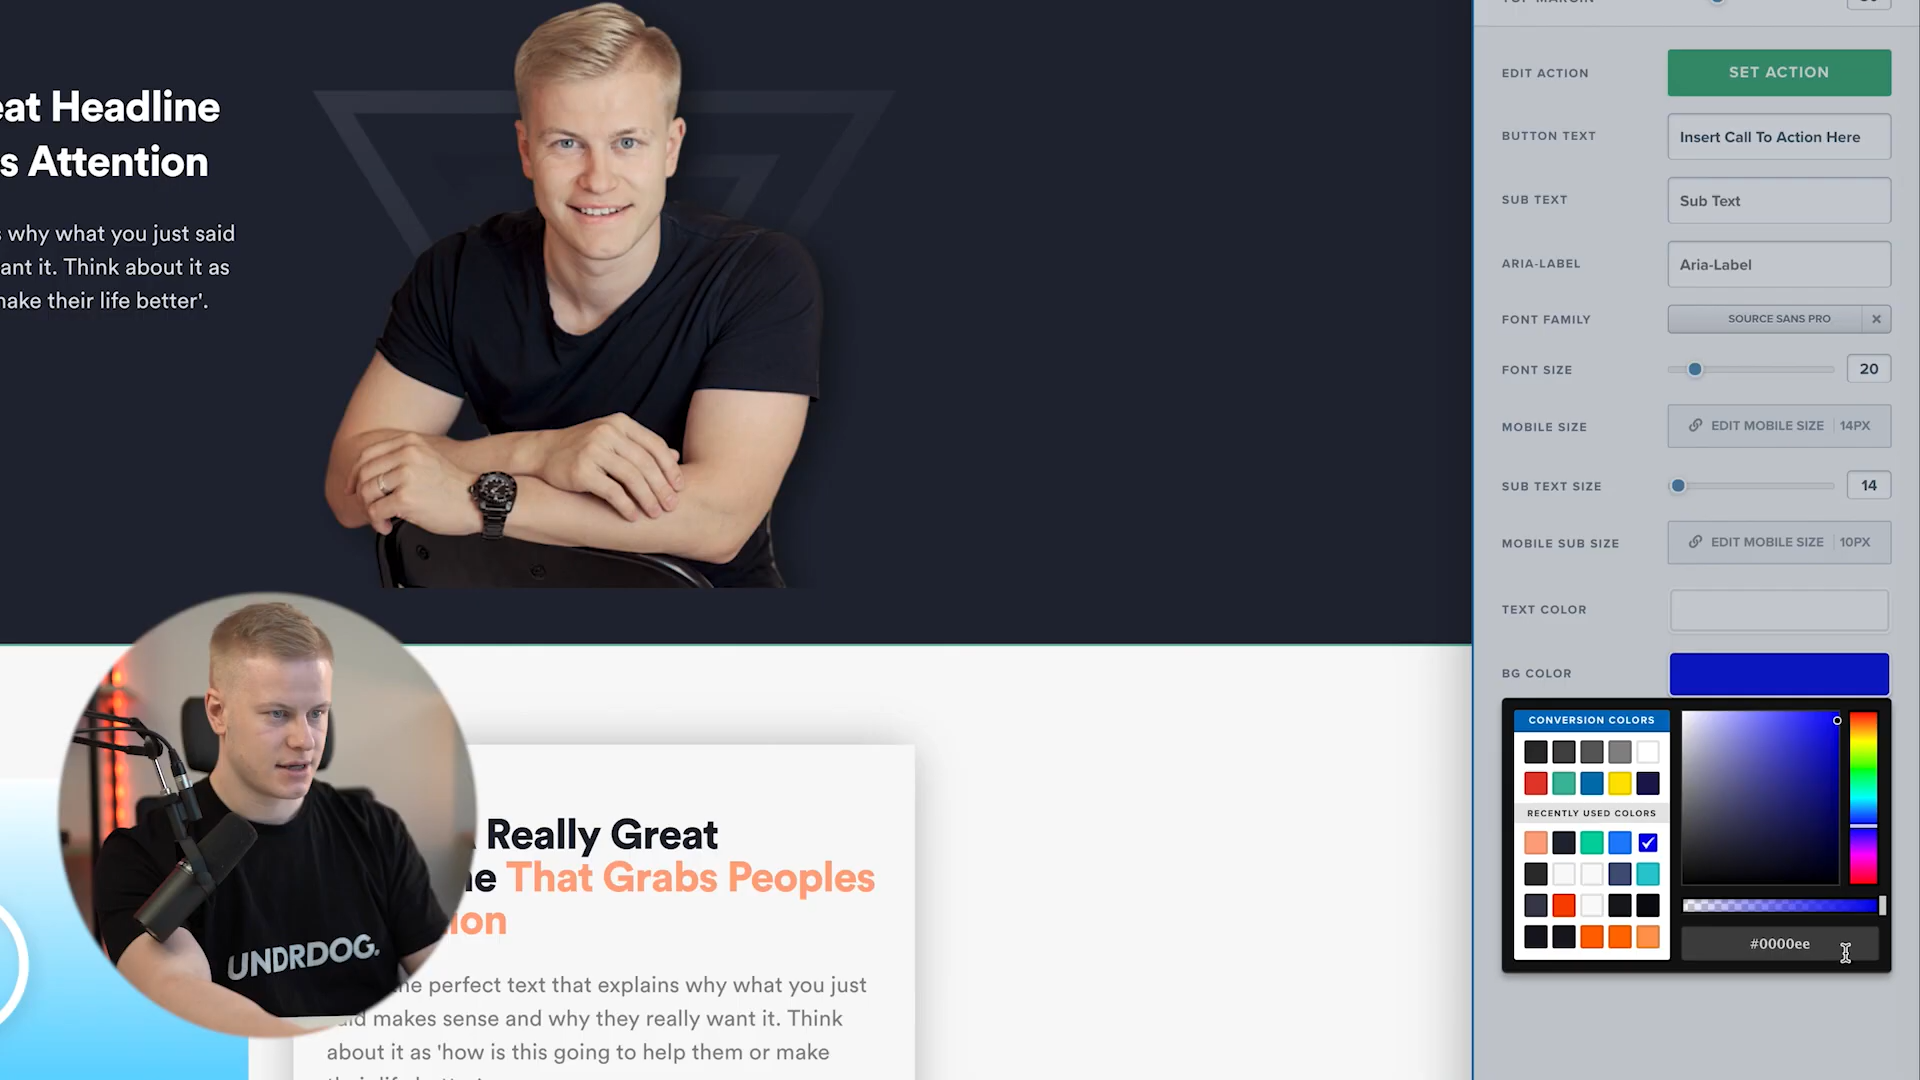 eat Headline
s Attention
s why what you just said
ant it. Think about it as
make their life better'.
Really Great
ne That Grabs Peoples
ion
he perfect text that explains why what you just
aid makes sense and why they really want it. Think
about it as 'how is this going to help them or make
UNDRDOG.
EDIT ACTION
SET ACTION
BUTTON TEXT
Insert Call To Action Here
SUB TEXT
Sub Text
ARIA-LABEL
Aria-Label
FONT FAMILY
SOURCE SANS PRO ×
FONT SIZE
20
MOBILE SIZE
EDIT MOBILE SIZE 14PX
SUB TEXT SIZE
14
MOBILE SUB SIZE
EDIT MOBILE SIZE 10PX
TEXT COLOR
BG COLOR
CONVERSION COLORS
RECENTLY USED COLORS
#0000ee